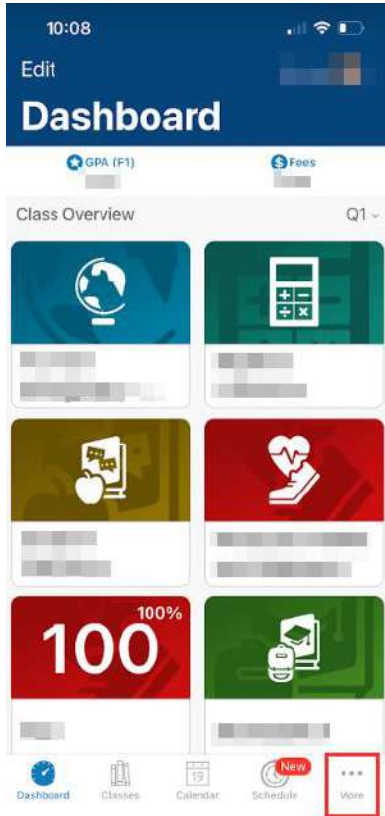 10:08
Edit
Dashboard
GPA (F1)
Fees
Class Overview
Q1
100%
100
19
New
Dashboard
Classes
Calendar
Schedule
More